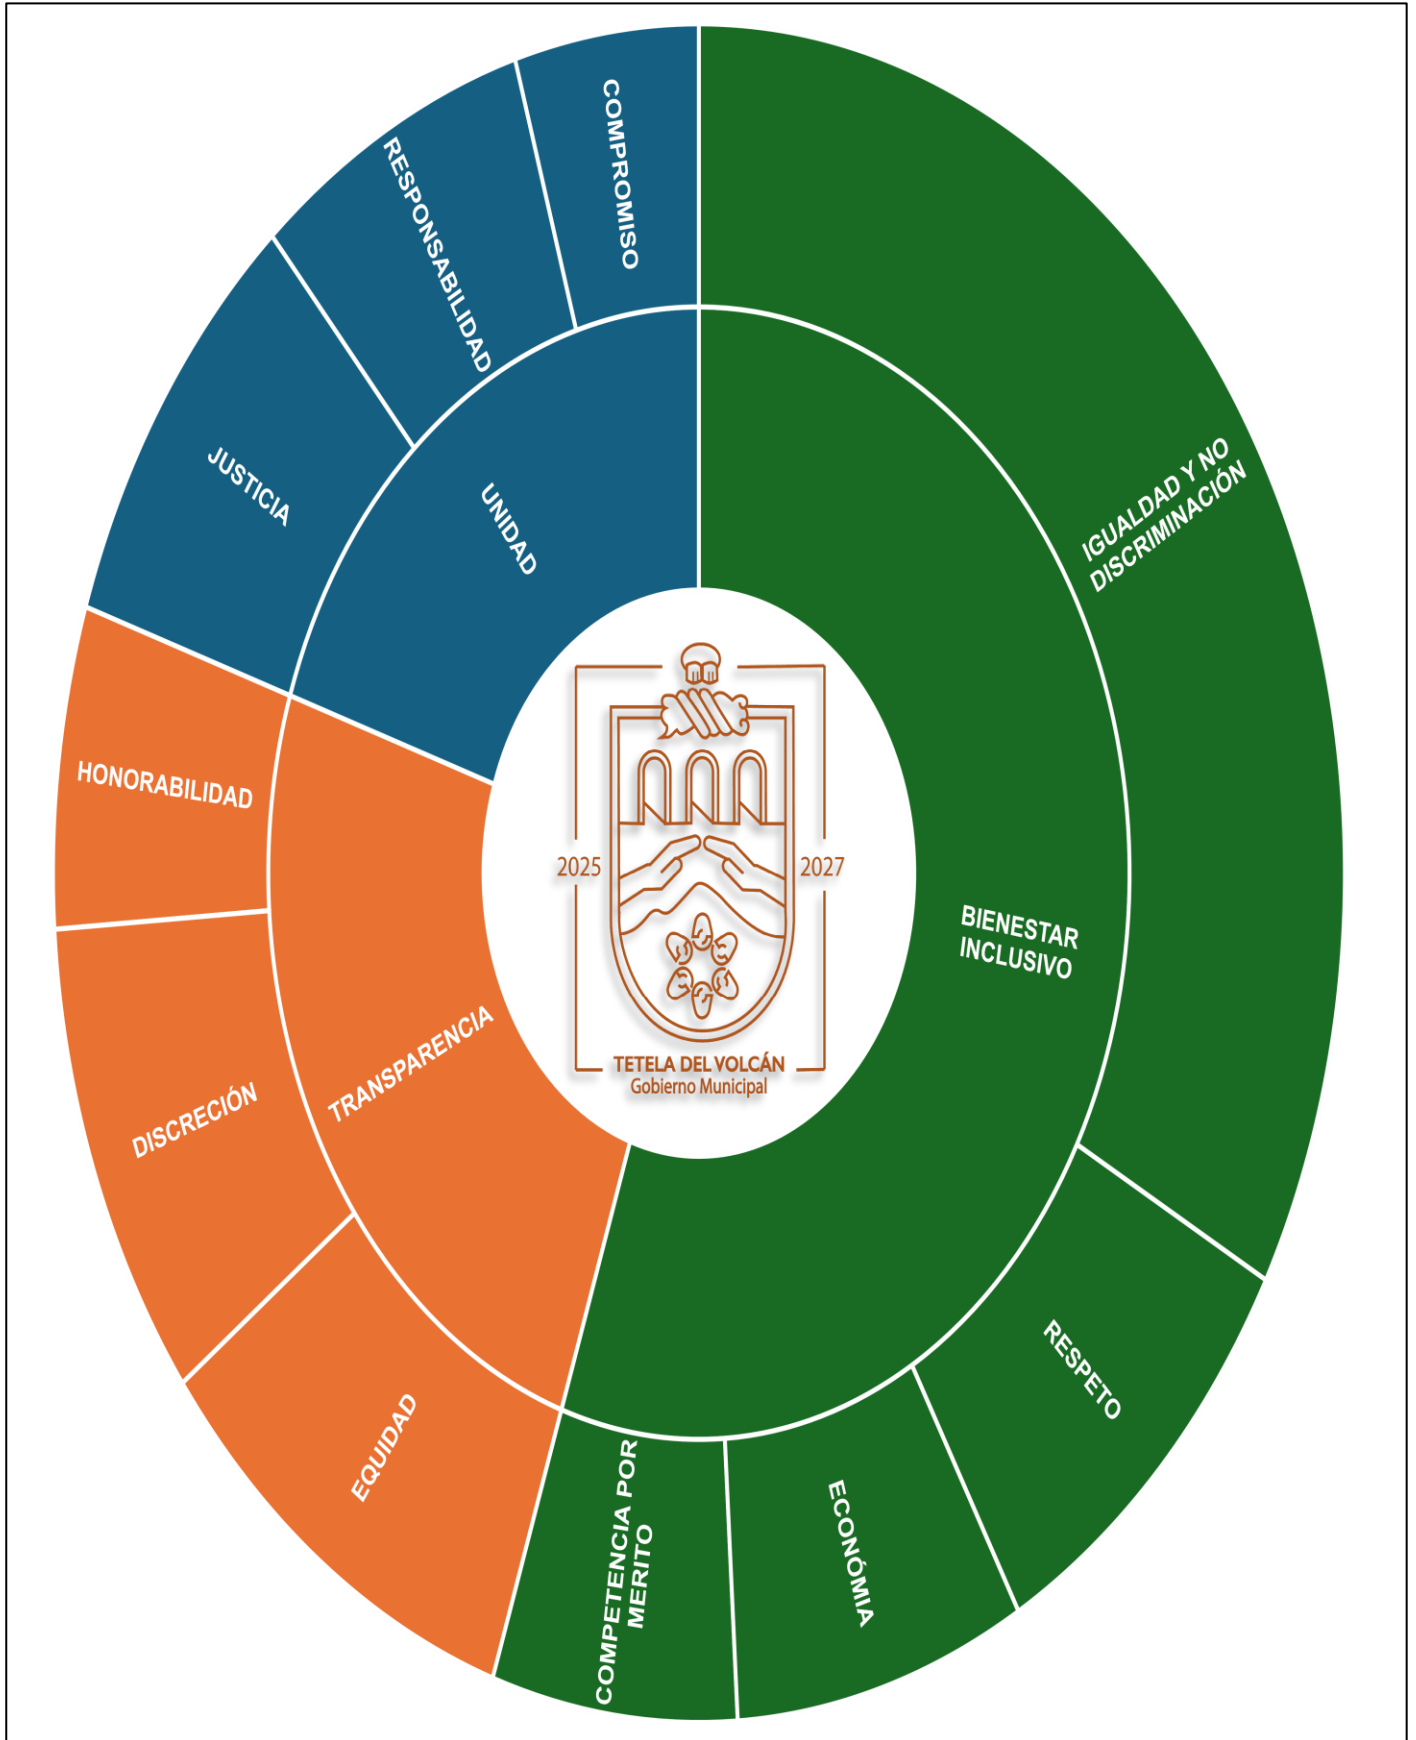 COMPROMISO
RESPONSABILIDAD
JUSTICIA
UNIDAD
IGUALDAD Y NO
DISCRIMINACIÓN
HONORABILIDAD
DISCRECIÓN
EQUIDAD
TRANSPARENCIA
2025
2027
TETELA DEL VOLCÁN
Gobierno Municipal
BIENESTAR
INCLUSIVO
RESPETO
ECONÓMIA
COMPETENCIA POR
MERITO